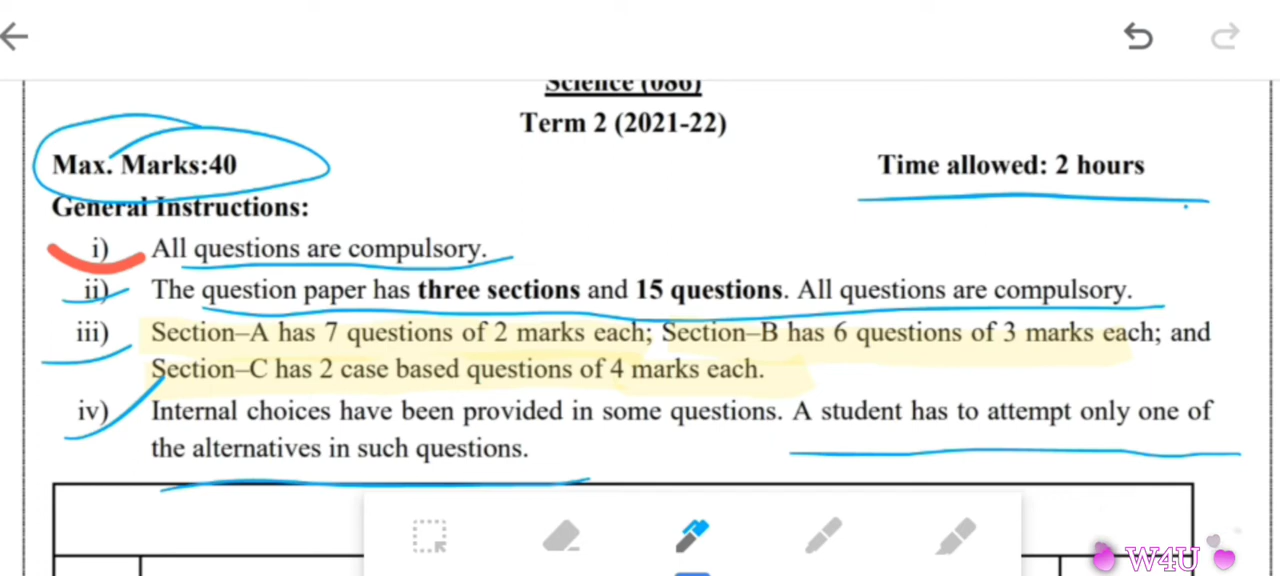 Science (086)
Term 2 (2021-22)
Max. Marks:40 Time allowed: 2 hours
General Instructions:
i) All questions are compulsory.
ii) The question paper has three sections and 15 questions. All questions are compulsory.
iii) Section–A has 7 questions of 2 marks each; Section–B has 6 questions of 3 marks each; and
Section–C has 2 case based questions of 4 marks each.
iv) Internal choices have been provided in some questions. A student has to attempt only one of
the alternatives in such questions.
W4U